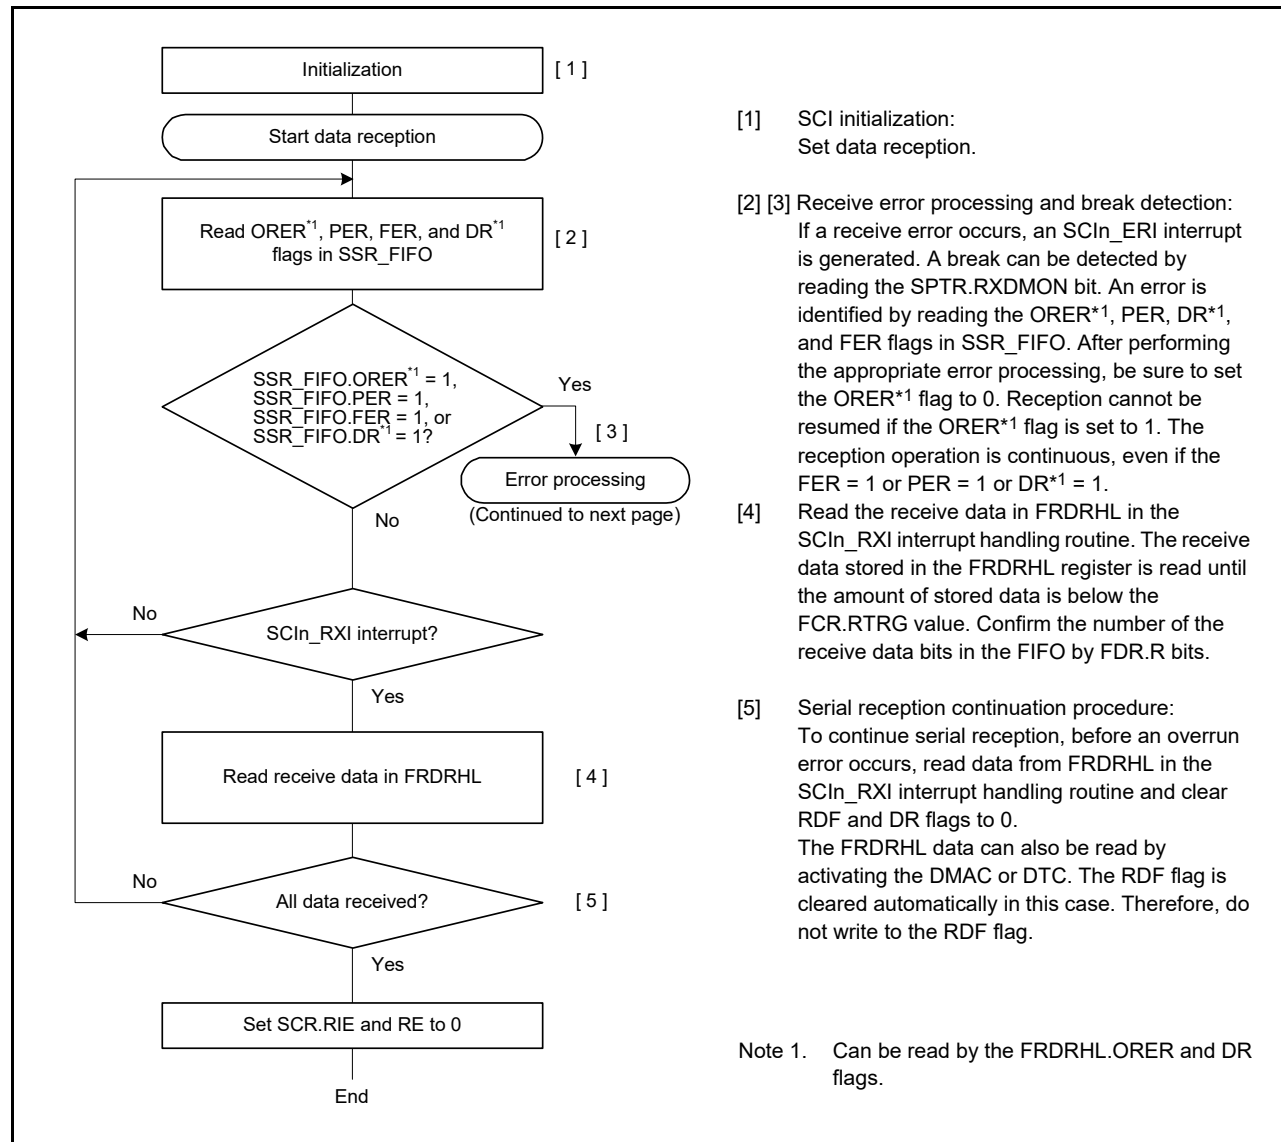 Initialization
[ 1 ]
Start data reception
Read ORER*1, PER, FER, and DR*1
flags in SSR_FIFO
[ 2 ]
SSR_FIFO.ORER*1 = 1,
SSR_FIFO.PER = 1,
SSR_FIFO.FER = 1, or
SSR_FIFO.DR*1 = 1?
Yes
[ 3 ]
Error processing
(Continued to next page)
No
No
SCIn_RXI interrupt?
Yes
Read receive data in FRDRHL
[ 4 ]
No
All data received?
[ 5 ]
Yes
Set SCR.RIE and RE to 0
End
[1] SCI initialization:
Set data reception.
[2] [3] Receive error processing and break detection:
If a receive error occurs, an SCIn_ERI interrupt
is generated. A break can be detected by
reading the SPTR.RXDMON bit. An error is
identified by reading the ORER*1, PER, DR*1,
and FER flags in SSR_FIFO. After performing
the appropriate error processing, be sure to set
the ORER*1 flag to 0. Reception cannot be
resumed if the ORER*1 flag is set to 1. The
reception operation is continuous, even if the
FER = 1 or PER = 1 or DR*1 = 1.
[4] Read the receive data in FRDRHL in the
SCIn_RXI interrupt handling routine. The receive
data stored in the FRDRHL register is read until
the amount of stored data is below the
FCR.RTRG value. Confirm the number of the
receive data bits in the FIFO by FDR.R bits.
[5] Serial reception continuation procedure:
To continue serial reception, before an overrun
error occurs, read data from FRDRHL in the
SCIn_RXI interrupt handling routine and clear
RDF and DR flags to 0.
The FRDRHL data can also be read by
activating the DMAC or DTC. The RDF flag is
cleared automatically in this case. Therefore, do
not write to the RDF flag.
Note 1. Can be read by the FRDRHL.ORER and DR
flags.